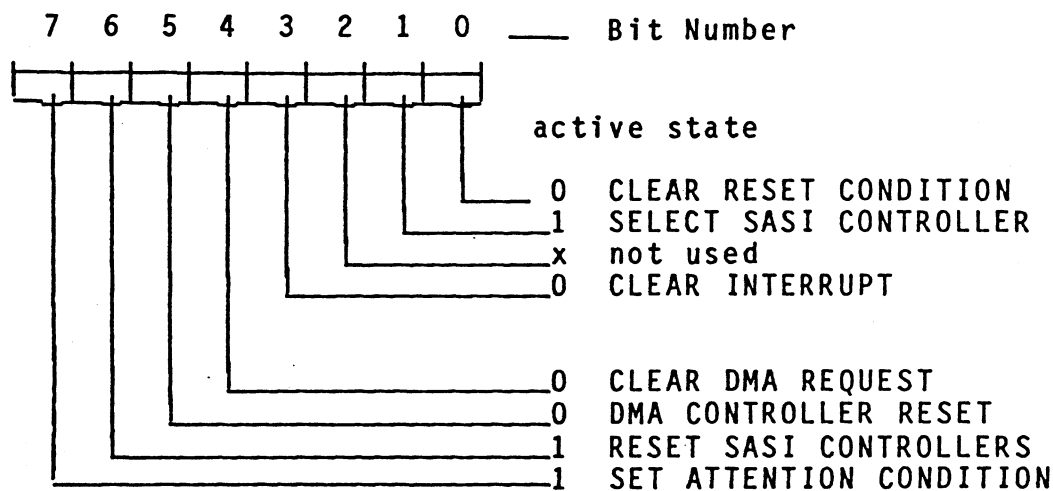 7 6 5 4 3 2 1 0 Bit Number
active state
0 CLEAR RESET CONDITION
1 SELECT SASI CONTROLLER
x not used
0 CLEAR INTERRUPT
0 CLEAR DMA REQUEST
0 DMA CONTROLLER RESET
1 RESET SASI CONTROLLERS
1 SET ATTENTION CONDITION